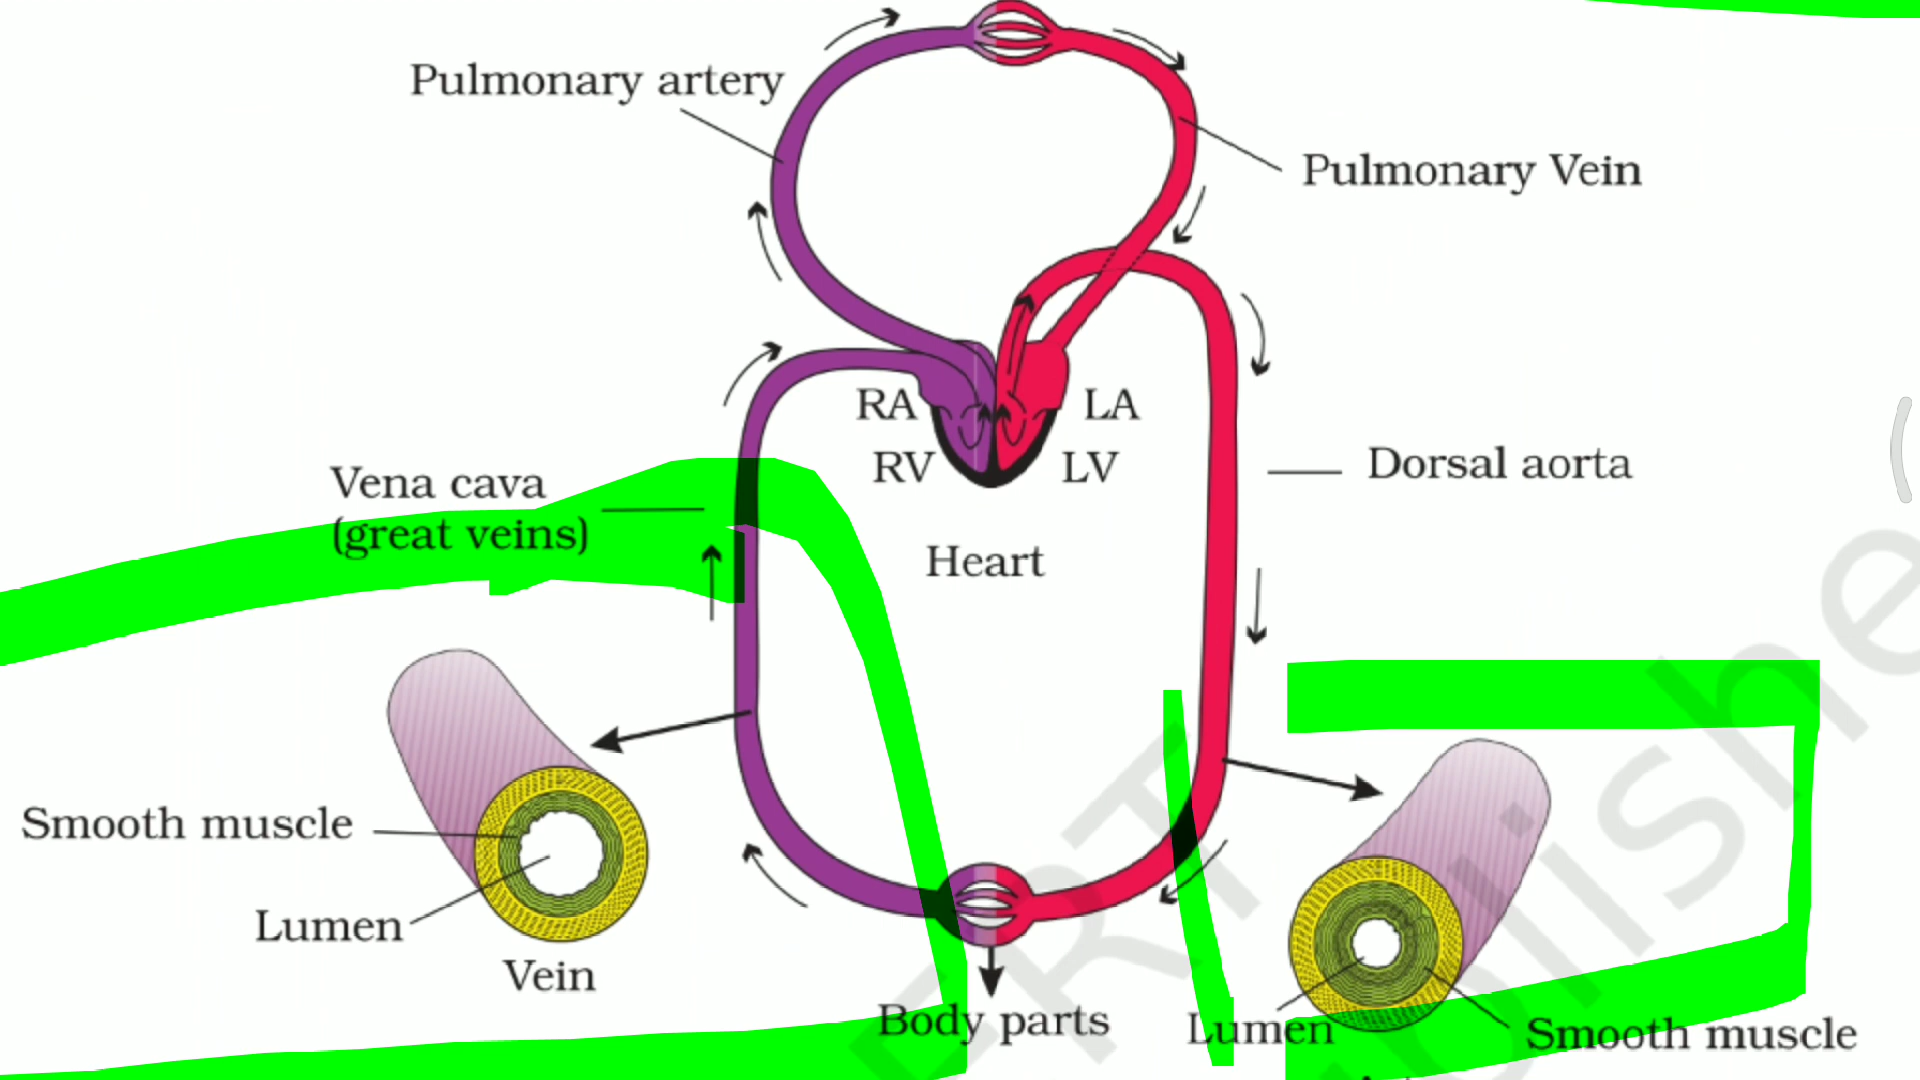 Pulmonary artery
Pulmonary Vein
RA
LA
RV
LV
Dorsal aorta
Vena cava
(great veins)
Heart
Smooth muscle
Lumen
Vein
Body parts
Lumen
Smooth muscle